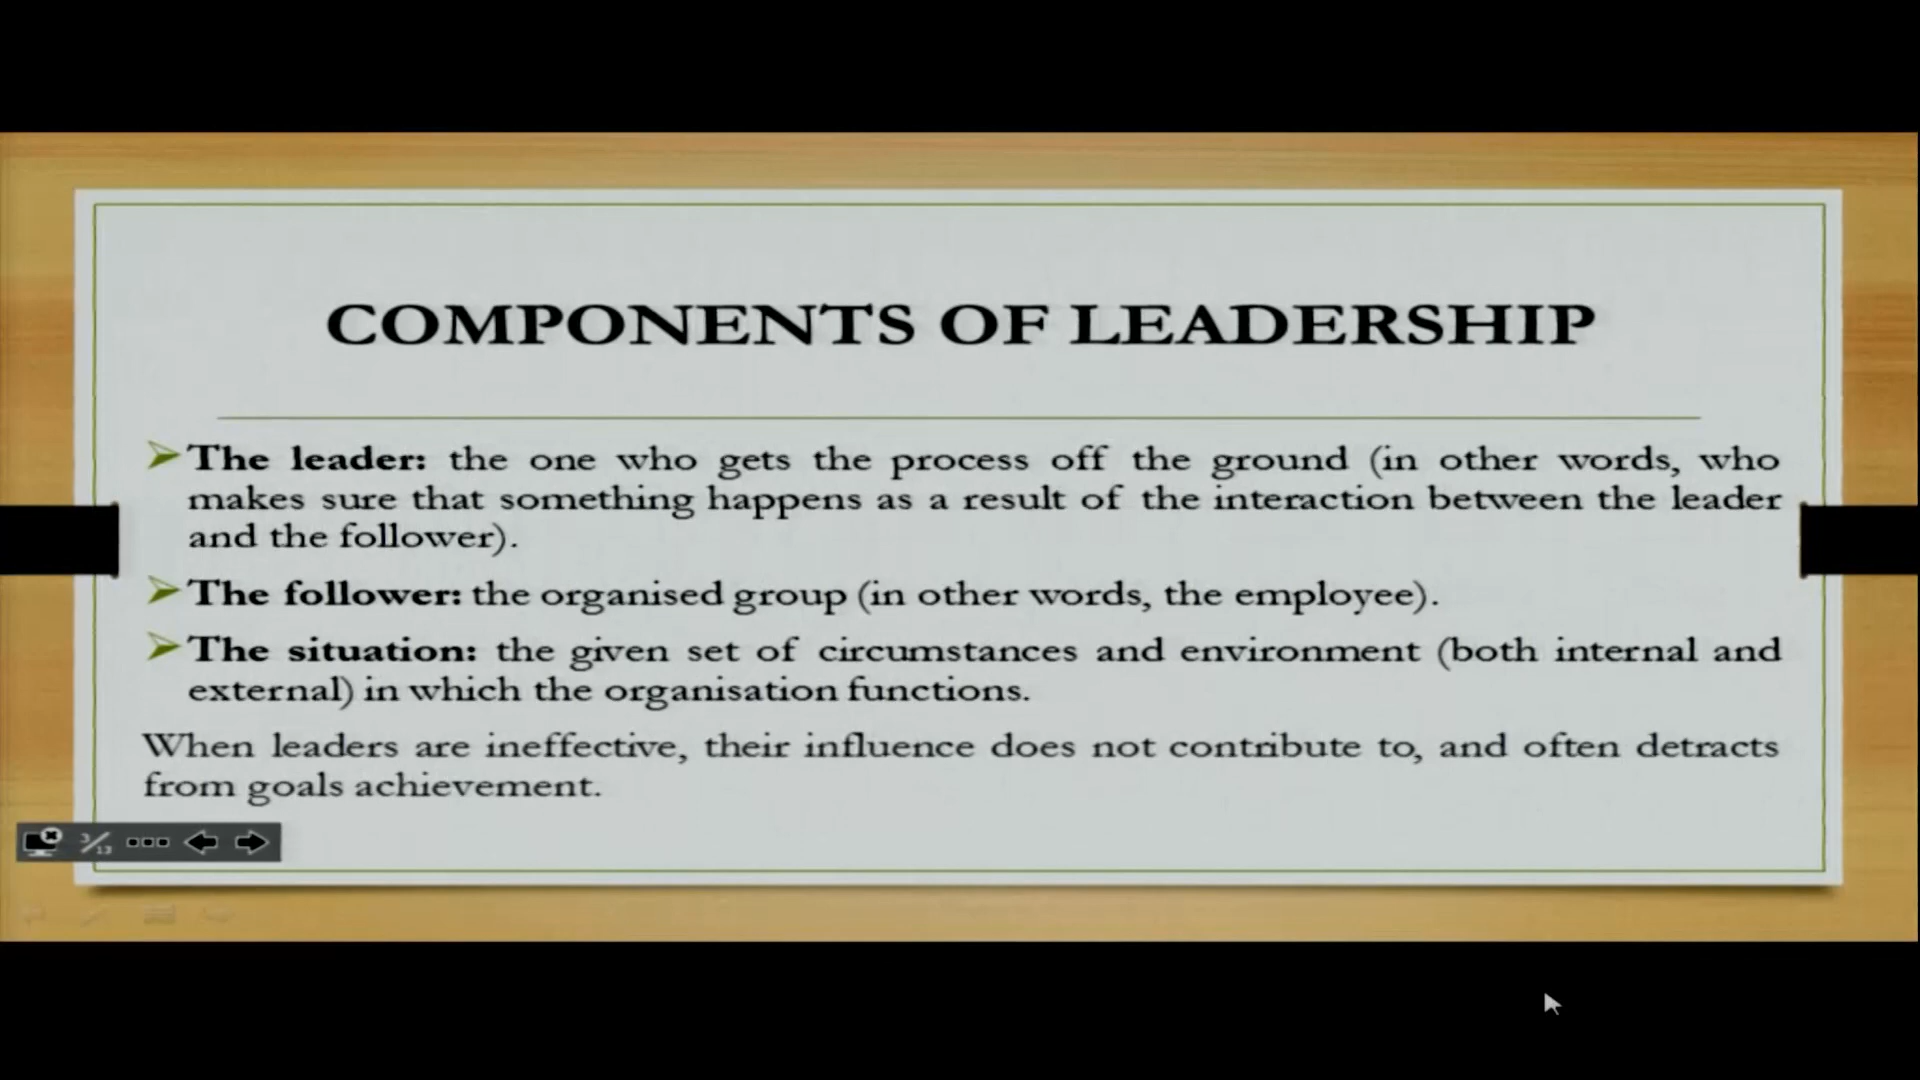 COMPONENTS OF LEADERSHIP
The leader: the one who gets the process off the ground (in other words, who
makes sure that something happens as a result of the interaction between the leader
and the follower).
The follower: the organised group (in other words, the employee).
The situation: the given set of circumstances and environment (both internal and
external) in which the organisation functions.
When leaders are ineffective, their influence does not contribute to, and often detracts
from goals achievement.
3/13